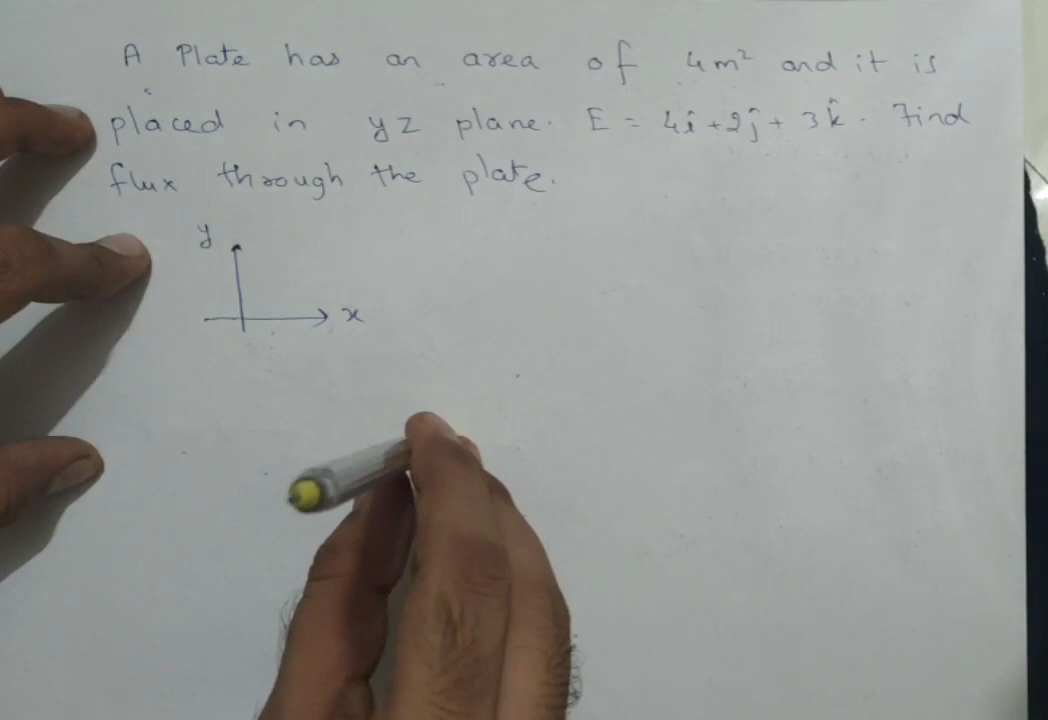 A Plate has an area of 4m² and it is
placed in yz plane. E = 4î+2ĵ+3k̂. Find
flux through the plate.
y
x